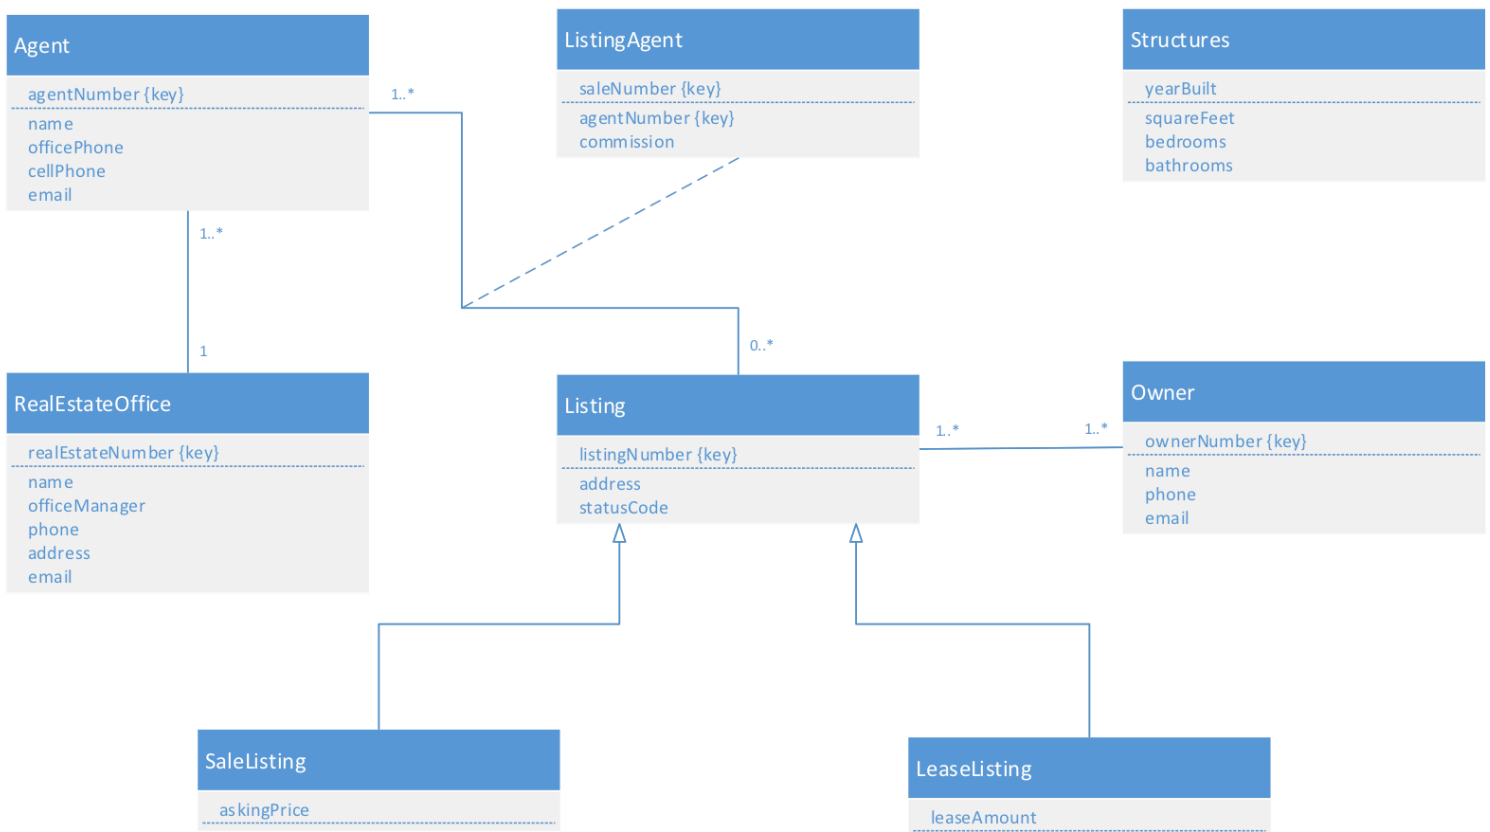 Agent
agentNumber {key}
name
officePhone
cellPhone
email
1..*
1..*
1
ListingAgent
saleNumber {key}
agentNumber {key}
commission
Structures
yearBuilt
squareFeet
bedrooms
bathrooms
0..*
RealEstateOffice
realEstateNumber {key}
name
officeManager
phone
address
email
Listing
listingNumber {key}
address
statusCode
1..*
1..*
Owner
ownerNumber {key}
name
phone
email
SaleListing
askingPrice
LeaseListing
leaseAmount